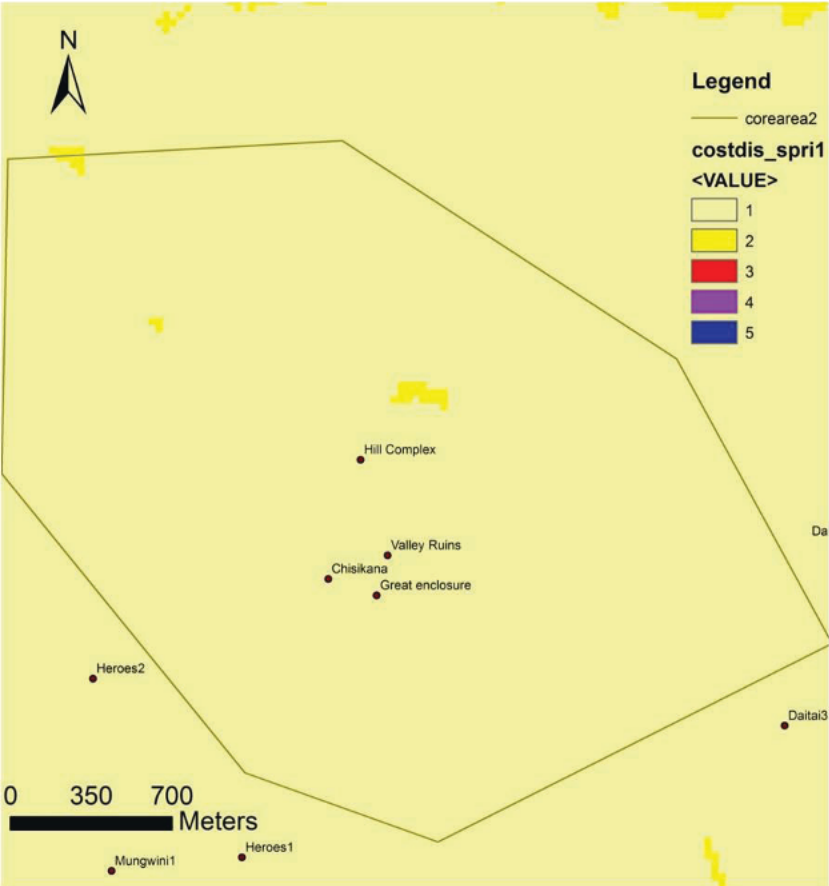 N
Legend
corearea2
costdis_spri1
<VALUE>
1
2
3
4
5
Hill Complex
Da
Valley Ruins
Chisikana
Great enclosure
Heroes2
Daitai3
0 350 700
Meters
Heroes1
Mungwini1